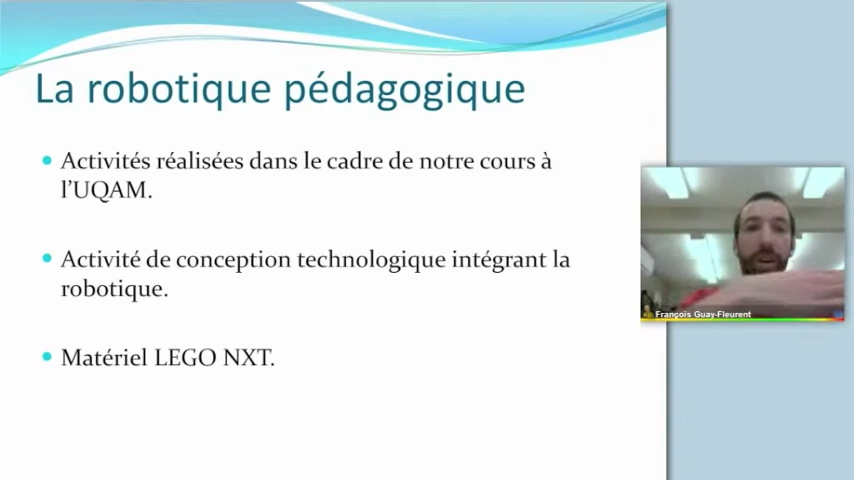 La robotique pédagogique
Activités réalisées dans le cadre de notre cours à
l'UQAM.
Activité de conception technologique intégrant la
robotique.
Matériel LEGO NXT.
François Guay-Fleurent